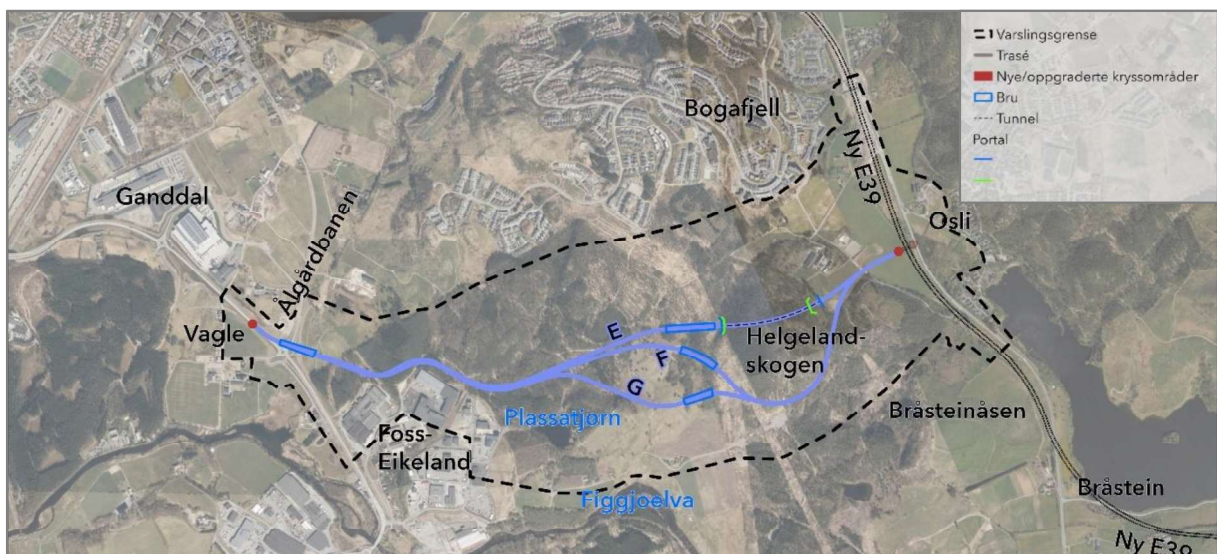 Varslingsgrense
Trasé
Nye/oppgraderte kryssområder
Bru
Tunnel
Portal
Bogafjell
Ny E39
Osli
Ganddal
Ålgårdbanen
Vagle
E
F
G
Helgeland-
skogen
Plassatjørn
Foss-
Eikeland
Bråsteinåsen
Figgjoelva
Bråstein
Ny E39